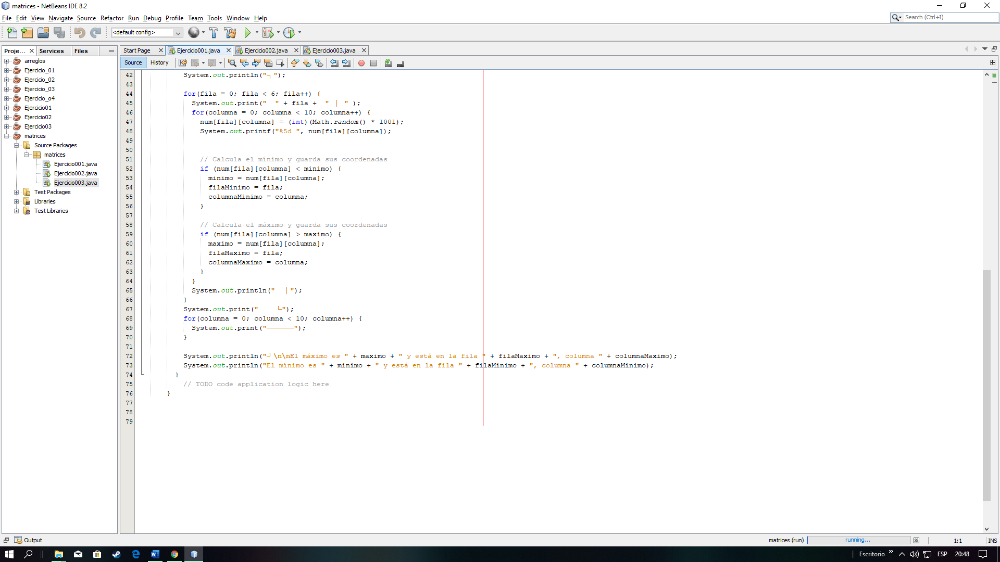 matrices - NetBeans IDE 8.2
File Edit View Navigate Source Refactor Run Debug Profile Team Tools Window Help
Search (Ctrl+I)
<default config>
Proje... Services Files
Start Page Ejercicio001.java Ejercicio002.java Ejercicio003.java
Source History
arreglos
Ejercicio_01
Ejercicio_02
Ejercicio_03
Ejercicio_o4
Ejercicio01
Ejercicio02
Ejercicio03
matrices
Source Packages
matrices
Ejercicio001.java
Ejercicio002.java
Ejercicio003.java
Test Packages
Libraries
Test Libraries
42 System.out.println("┐");
43
44 for(fila = 0; fila < 6; fila++) {
45 System.out.print("  " + fila +  " │ " );
46 for(columna = 0; columna < 10; columna++) {
47 num[fila][columna] = (int)(Math.random() * 1001);
48 System.out.printf("%5d ", num[fila][columna]);
49
50
51 // Calcula el mínimo y guarda sus coordenadas
52 if (num[fila][columna] < minimo) {
53 minimo = num[fila][columna];
54 filaMinimo = fila;
55 columnaMinimo = columna;
56 }
57
58 // Calcula el máximo y guarda sus coordenadas
59 if (num[fila][columna] > maximo) {
60 maximo = num[fila][columna];
61 filaMaximo = fila;
62 columnaMaximo = columna;
63 }
64 }
65 System.out.println("  │");
66 }
67 System.out.print("    └");
68 for(columna = 0; columna < 10; columna++) {
69 System.out.print("──────");
70 }
71
72 System.out.println("┘\n\nEl máximo es " + maximo + " y está en la fila " + filaMaximo + ", columna " + columnaMaximo);
73 System.out.println("El mínimo es " + minimo + " y está en la fila " + filaMinimo + ", columna " + columnaMinimo);
74 }
75 // TODO code application logic here
76 }
77
78
79
Output
matrices (run) running... 1:1 INS
Escritorio » ESP 20:48